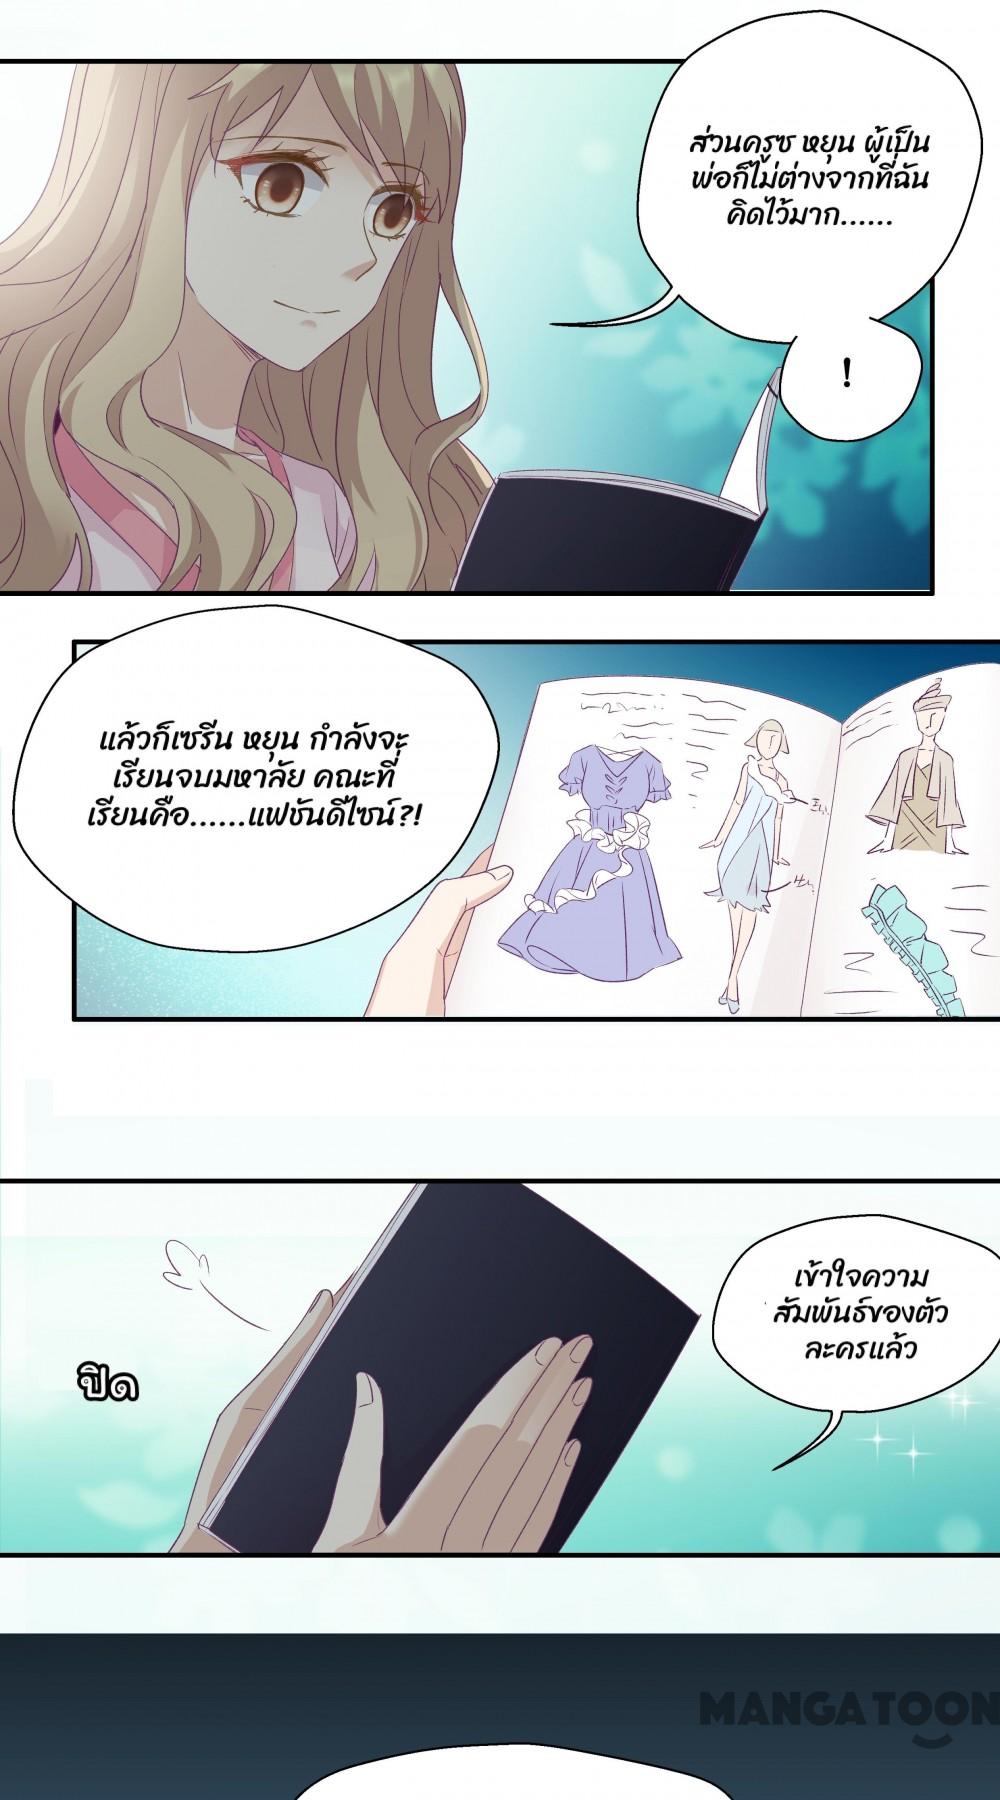 ส่วนครูซ หยุน ผู้เป็น
พ่อก็ไม่ต่างจากที่ฉัน
คิดไว้มาก......
!
แล้วก็เซรีน หยุน กำลังจะ
เรียนจบมหาลัย คณะที่
เรียนคือ......แฟชันดีไซน์?!
เข้าใจความ
สัมพันธ์ของตัว
ละครแล้ว
ปิด
MANGATOON